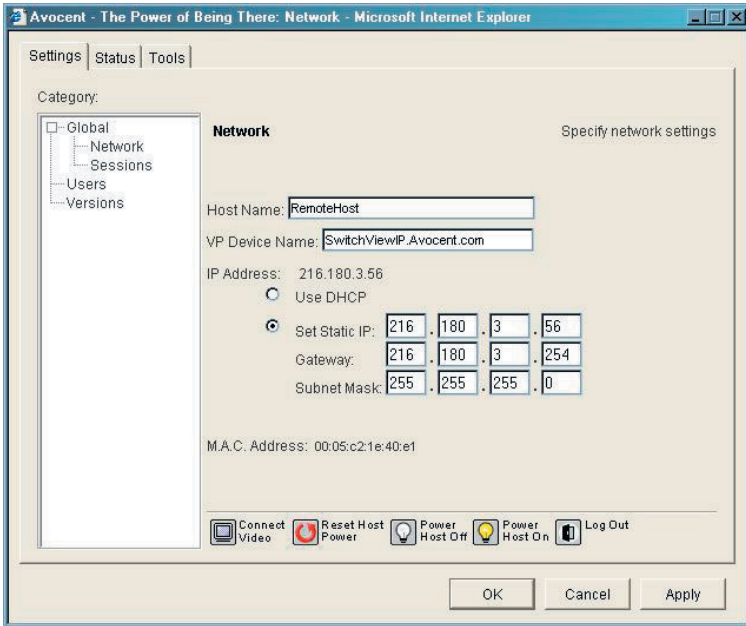 Avocent - The Power of Being There: Network - Microsoft Internet Explorer
Settings Status Tools
Category:
Global
Network
Sessions
Users
Versions
Network Specify network settings
Host Name: RemoteHost
VP Device Name: SwitchViewIP.Avocent.com
IP Address: 216.180.3.56
Use DHCP
Set Static IP: 216 . 180 . 3 . 56
Gateway: 216 . 180 . 3 . 254
Subnet Mask: 255 . 255 . 255 . 0
M.A.C. Address: 00:05:c2:1e:40:e1
Connect Video
Reset Host Power
Power Host Off
Power Host On
Log Out
OK Cancel Apply